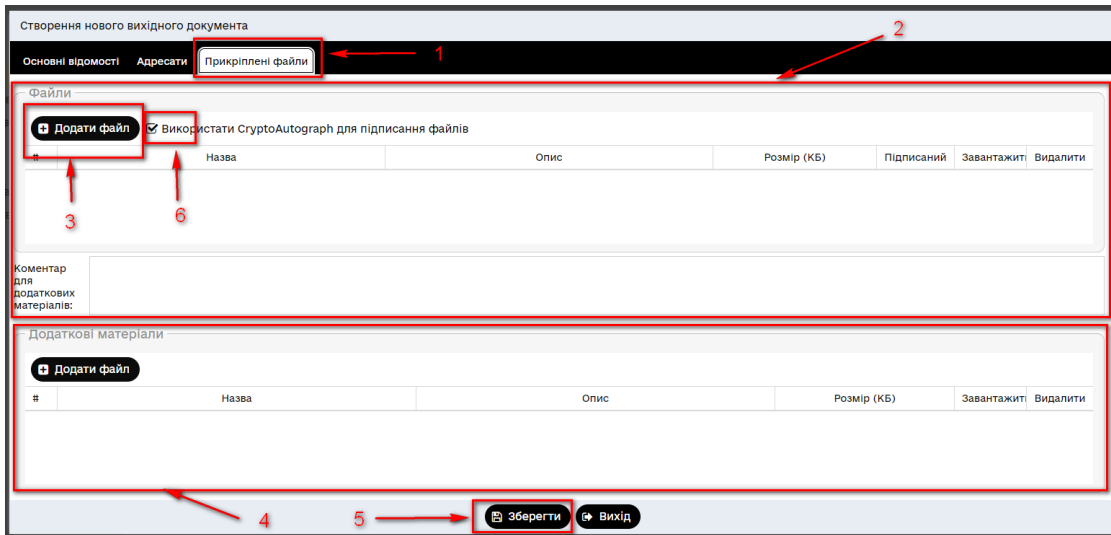 Створення нового вихідного документа
2
Основні відомості Адресати Прикріплені файли 1
Файли
Додати файл Використати CryptoAutograph для підписання файлів
# Назва Опис Розмір (КБ) Підписаний Завантажити Видалити
3 6
Коментар
для
додаткових
матеріалів:
Додаткові матеріали
Додати файл
# Назва Опис Розмір (КБ) Завантажити Видалити
4 5 Зберегти Вихід